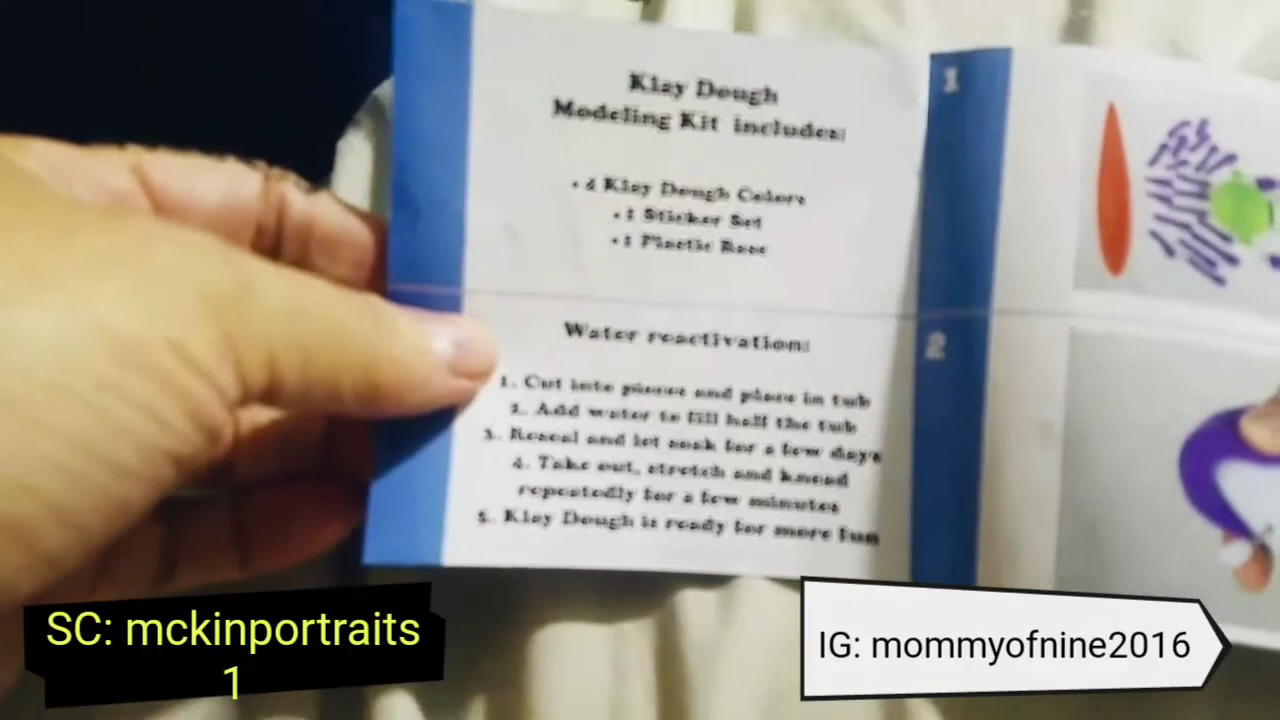 Klay Dough
Modeling Kit includes:
• 4 Klay Dough Colors
• 1 Sticker Set
• 1 Plastic Base
Water reactivation:
1. Cut into pieces and place in tub
2. Add water to fill half the tub
3. Reseal and let soak for a few days
4. Take out, stretch and knead
repeatedly for a few minutes
5. Klay Dough is ready for more fun
1
2
SC: mckinportraits
1
IG: mommyofnine2016